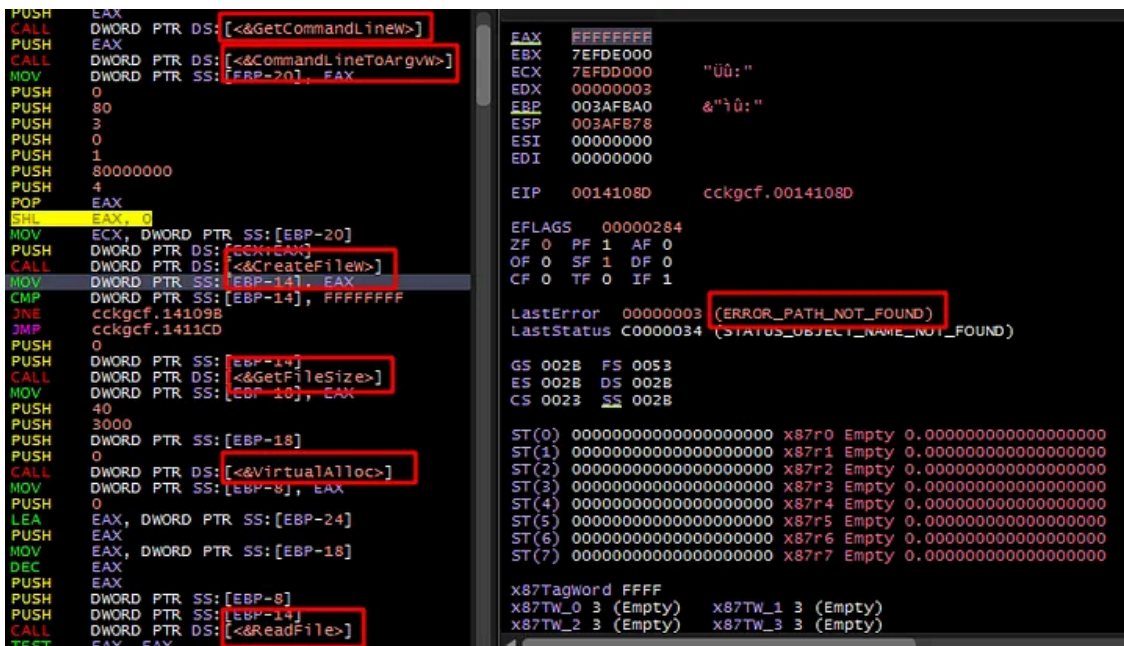 PUSH EAX
CALL DWORD PTR DS:[<&GetCommandLineW>]
PUSH EAX
CALL DWORD PTR DS:[<&CommandLineToArgvW>]
MOV DWORD PTR SS:[EBP-20], EAX
PUSH 0
PUSH 80
PUSH 3
PUSH 0
PUSH 1
PUSH 80000000
PUSH 4
POP EAX
SHL EAX, 0
MOV ECX, DWORD PTR SS:[EBP-20]
PUSH DWORD PTR DS:[ECX+EAX]
CALL DWORD PTR DS:[<&CreateFileW>]
MOV DWORD PTR SS:[EBP-14], EAX
CMP DWORD PTR SS:[EBP-14], FFFFFFFF
JNE cckgcf.14109B
JMP cckgcf.1411CD
PUSH 0
PUSH DWORD PTR SS:[EBP-14]
CALL DWORD PTR DS:[<&GetFileSize>]
MOV DWORD PTR SS:[EBP-18], EAX
PUSH 40
PUSH 3000
PUSH DWORD PTR SS:[EBP-18]
PUSH 0
CALL DWORD PTR DS:[<&VirtualAlloc>]
MOV DWORD PTR SS:[EBP-8], EAX
PUSH 0
LEA EAX, DWORD PTR SS:[EBP-24]
PUSH EAX
MOV EAX, DWORD PTR SS:[EBP-18]
DEC EAX
PUSH EAX
PUSH DWORD PTR SS:[EBP-8]
PUSH DWORD PTR SS:[EBP-14]
CALL DWORD PTR DS:[<&ReadFile>]
TEST EAX, EAX
EAX FFFFFFFF
EBX 7EFDE000
ECX 7EFDD000 "Üû:"
EDX 00000003
EBP 003AFBA0 &"ìû:"
ESP 003AFB78
ESI 00000000
EDI 00000000
EIP 0014108D cckgcf.0014108D
EFLAGS 00000284
ZF 0 PF 1 AF 0
OF 0 SF 1 DF 0
CF 0 TF 0 IF 1
LastError 00000003 (ERROR_PATH_NOT_FOUND)
LastStatus C0000034 (STATUS_OBJECT_NAME_NOT_FOUND)
GS 002B FS 0053
ES 002B DS 002B
CS 0023 SS 002B
ST(0) 00000000000000000000 x87r0 Empty 0.000000000000000000
ST(1) 00000000000000000000 x87r1 Empty 0.000000000000000000
ST(2) 00000000000000000000 x87r2 Empty 0.000000000000000000
ST(3) 00000000000000000000 x87r3 Empty 0.000000000000000000
ST(4) 00000000000000000000 x87r4 Empty 0.000000000000000000
ST(5) 00000000000000000000 x87r5 Empty 0.000000000000000000
ST(6) 00000000000000000000 x87r6 Empty 0.000000000000000000
ST(7) 00000000000000000000 x87r7 Empty 0.000000000000000000
x87TagWord FFFF
x87TW_0 3 (Empty) x87TW_1 3 (Empty)
x87TW_2 3 (Empty) x87TW_3 3 (Empty)